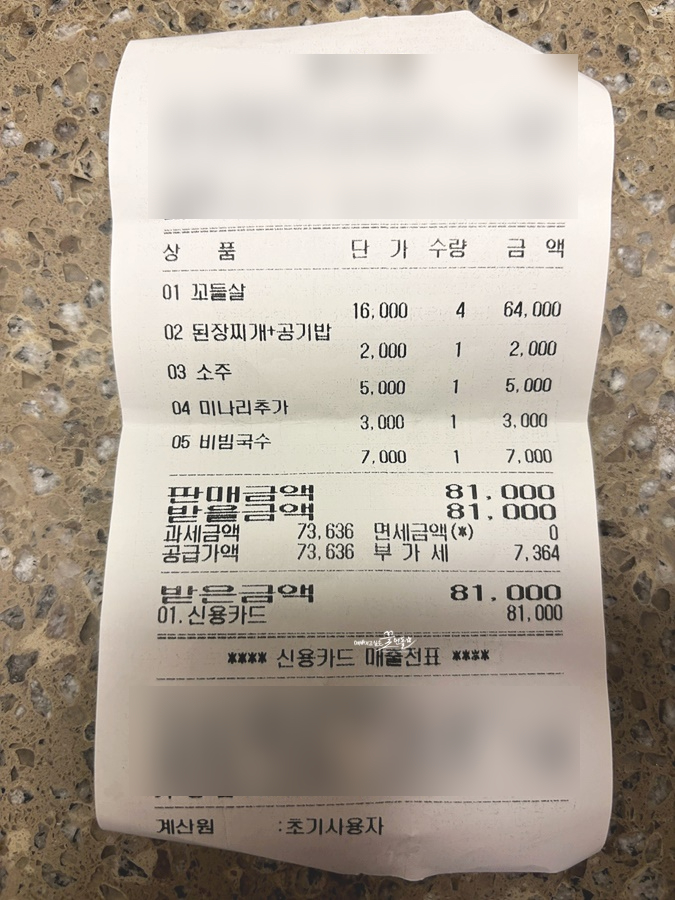 상 품 단 가 수량 금 액
01 꼬들살
16,000 4 64,000
02 된장찌개+공기밥
2,000 1 2,000
03 소주
5,000 1 5,000
04 미나리추가
3,000 1 3,000
05 비빔국수
7,000 1 7,000
판매금액 81,000
받을금액 81,000
과세금액 73,636 면세금액(*) 0
공급가액 73,636 부 가 세 7,364
받은금액 81,000
01.신용카드 81,000
**** 신용카드 매출전표 ****
계산원 :초기사용자